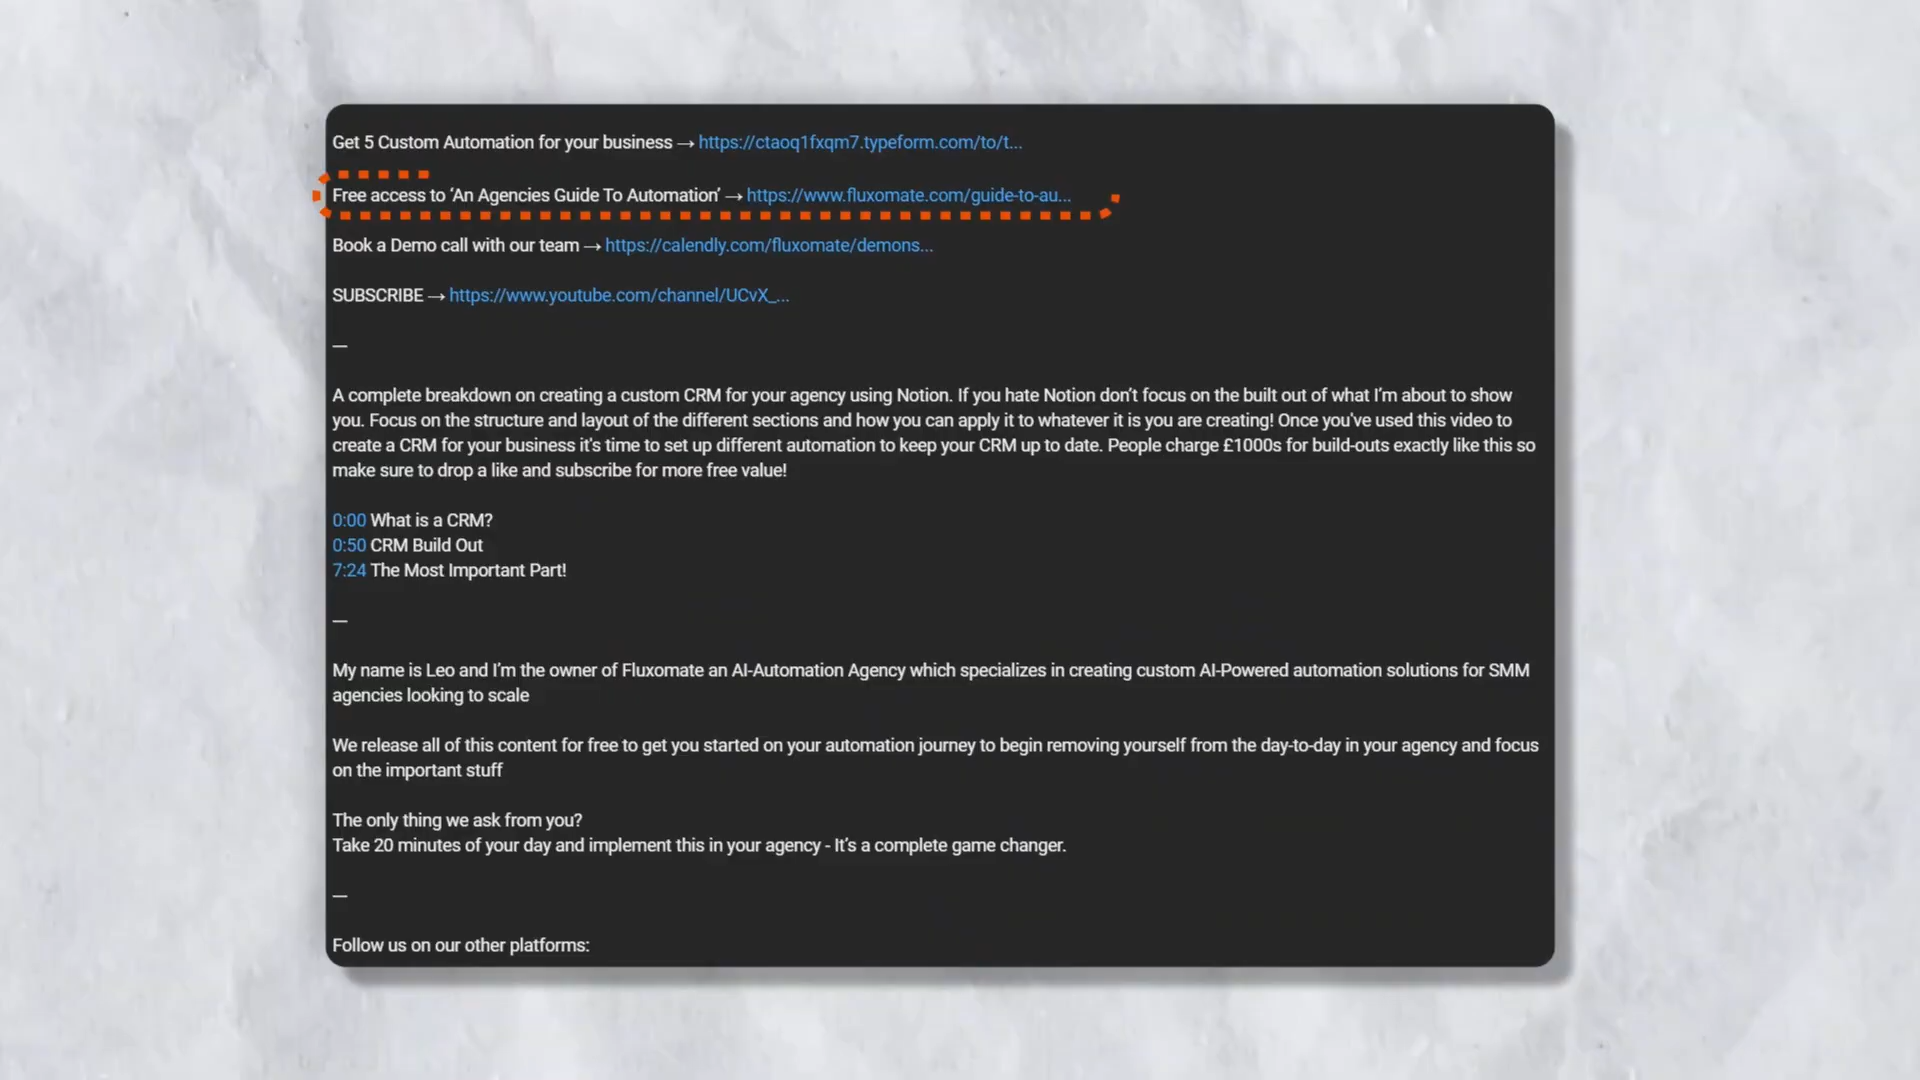 Get 5 Custom Automation for your business → https://ctaoq1fxqm7.typeform.com/to/t...
Free access to ‘An Agencies Guide To Automation’ → https://www.fluxomate.com/guide-to-au...
Book a Demo call with our team → https://calendly.com/fluxomate/demons...
SUBSCRIBE → https://www.youtube.com/channel/UCvX_...
—
A complete breakdown on creating a custom CRM for your agency using Notion. If you hate Notion don’t focus on the built out of what I’m about to show
you. Focus on the structure and layout of the different sections and how you can apply it to whatever it is you are creating! Once you've used this video to
create a CRM for your business it's time to set up different automation to keep your CRM up to date. People charge £1000s for build-outs exactly like this so
make sure to drop a like and subscribe for more free value!
0:00 What is a CRM?
0:50 CRM Build Out
7:24 The Most Important Part!
—
My name is Leo and I’m the owner of Fluxomate an AI-Automation Agency which specializes in creating custom AI-Powered automation solutions for SMM
agencies looking to scale
We release all of this content for free to get you started on your automation journey to begin removing yourself from the day-to-day in your agency and focus
on the important stuff
The only thing we ask from you?
Take 20 minutes of your day and implement this in your agency - It’s a complete game changer.
—
Follow us on our other platforms: